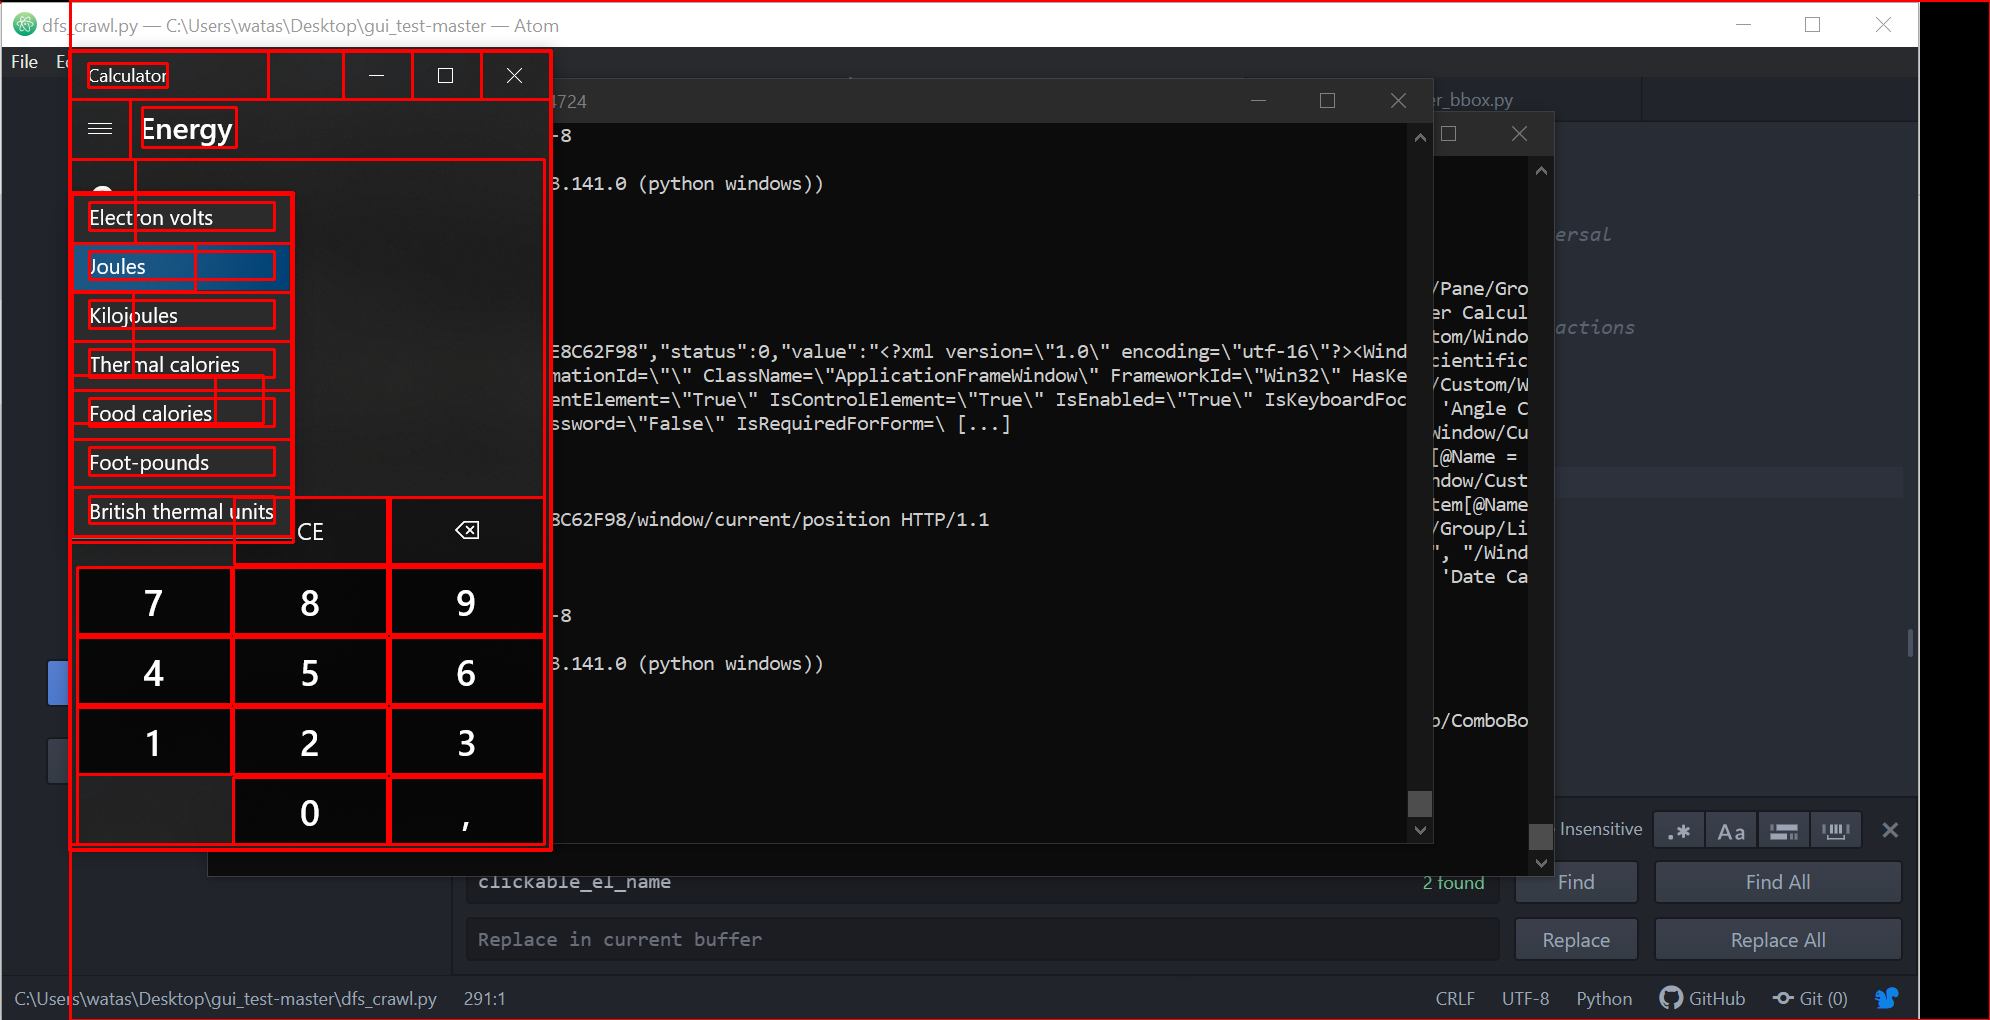 dfs_crawl.py — C:\Users\watas\Desktop\gui_test-master — Atom
File
Calculator
Energy
Electron volts
Joules
Kilojoules
Thermal calories
Food calories
Foot-pounds
British thermal units
CE
7 8 9
4 5 6
1 2 3
0 ,
4724
-8
3.141.0 (python windows))
E8C62F98","status":0,"value":"<?xml version=\"1.0\" encoding=\"utf-16\"?><Wind
mationId=\"\" ClassName=\"ApplicationFrameWindow\" FrameworkId=\"Win32\" HasKe
entElement=\"True\" IsControlElement=\"True\" IsEnabled=\"True\" IsKeyboardFoc
ssword=\"False\" IsRequiredForForm=\ [...]
8C62F98/window/current/position HTTP/1.1
-8
3.141.0 (python windows))
er_bbox.py
ersal
actions
/Pane/Gro
er Calcul
tom/Windo
cientific
/Custom/W
'Angle C
Window/Cu
[@Name =
ndow/Cust
tem[@Name
/Group/Li
", "/Wind
'Date Ca
o/ComboBo
Insensitive .* Aa
clickable_el_name 2 found Find Find All
Replace in current buffer Replace Replace All
C:\Users\watas\Desktop\gui_test-master\dfs_crawl.py 291:1 CRLF UTF-8 Python GitHub Git (0)